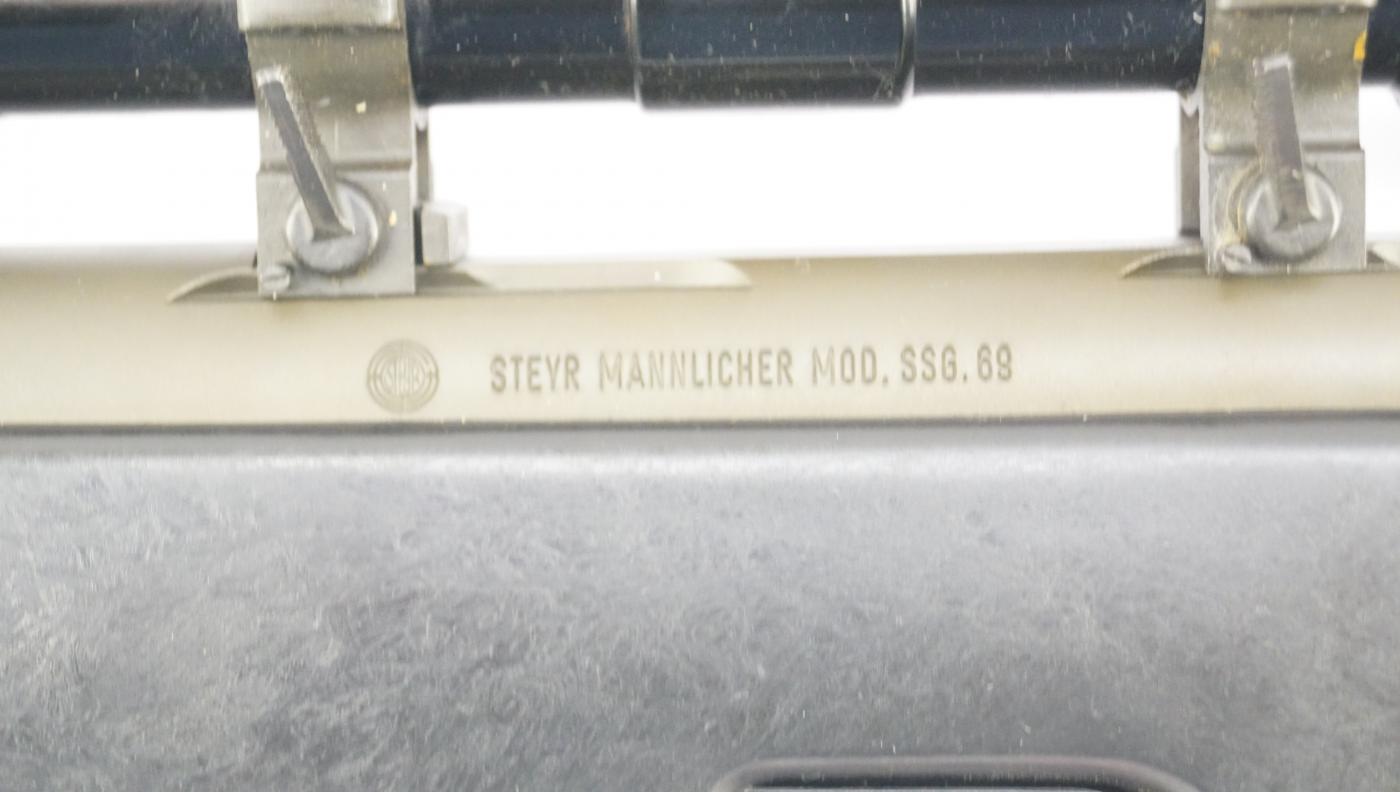 STEYR MANNLICHER MOD. SSG. 69